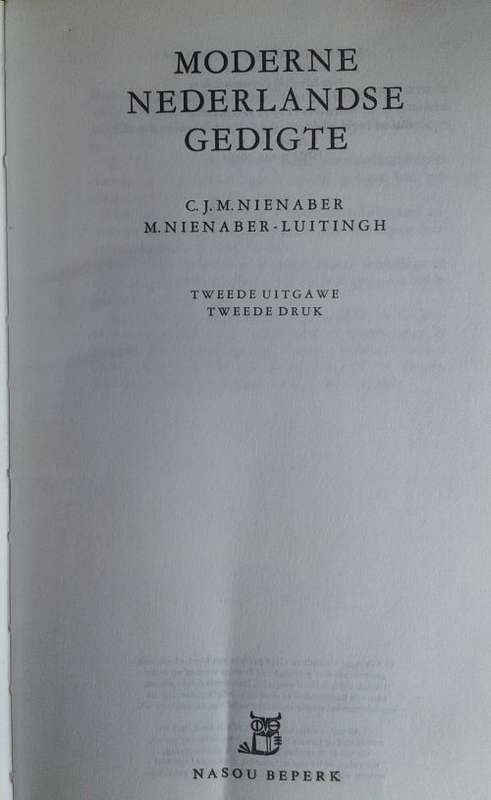 MODERNE
NEDERLANDSE
GEDIGTE
C.J.M. NIENABER
M. NIENABER-LUITINGH
TWEEDE UITGAWE
TWEEDE DRUK
NASOU BEPERK